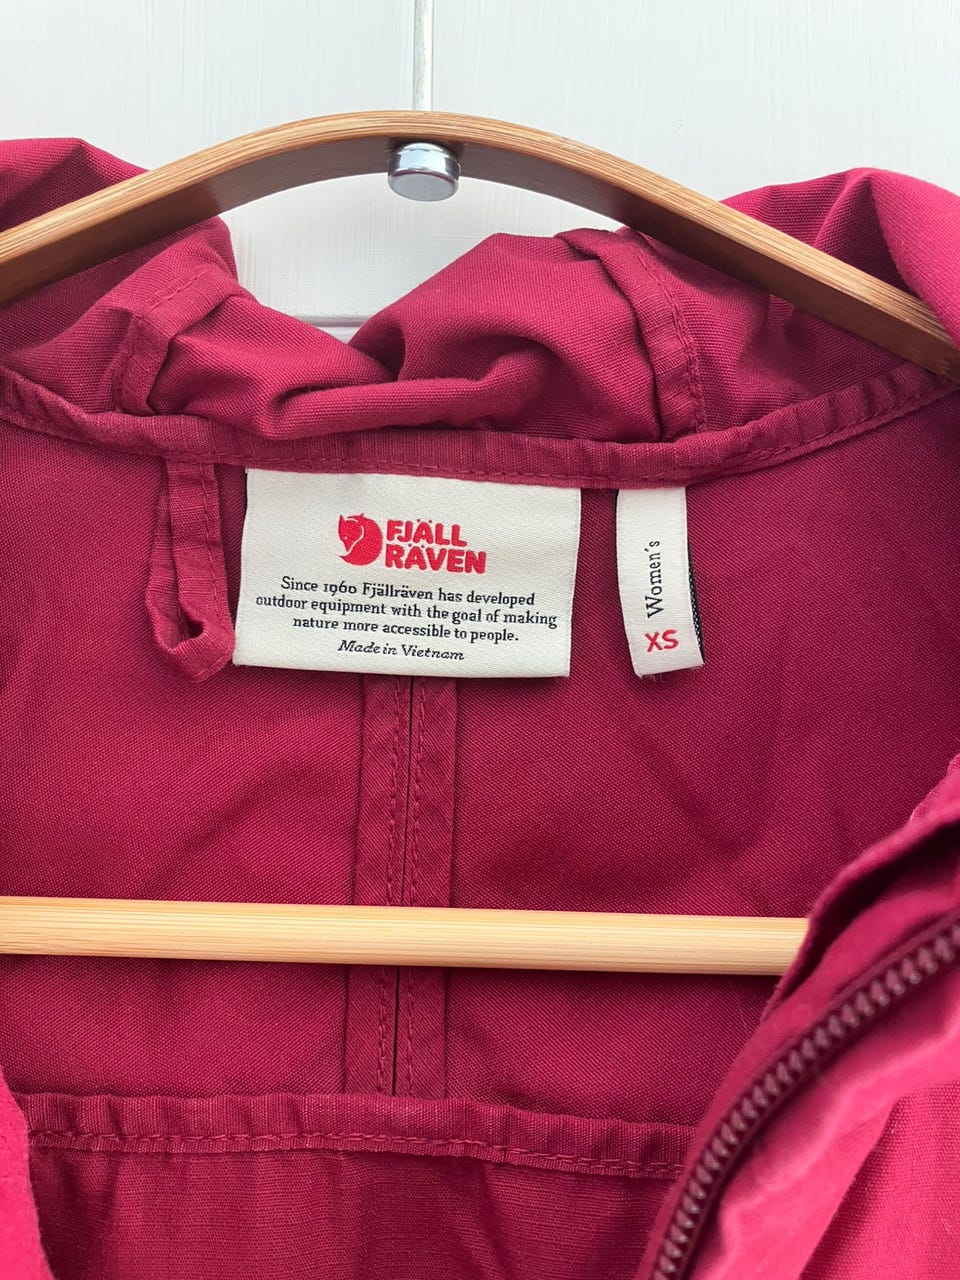 FJÄLL
RÄVEN
Since 1960 Fjällräven has developed
outdoor equipment with the goal of making
nature more accessible to people.
Made in Vietnam
Women's
XS